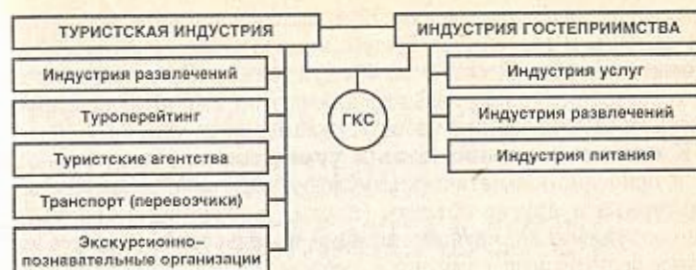 ТУРИСТСКАЯ ИНДУСТРИЯ
Индустрия развлечений
Туроперейтинг
Туристские агентства
Транспорт (перевозчики)
Экскурсионно-
познавательные организации
ГКС
ИНДУСТРИЯ ГОСТЕПРИИМСТВА
Индустрия услуг
Индустрия развлечений
Индустрия питания